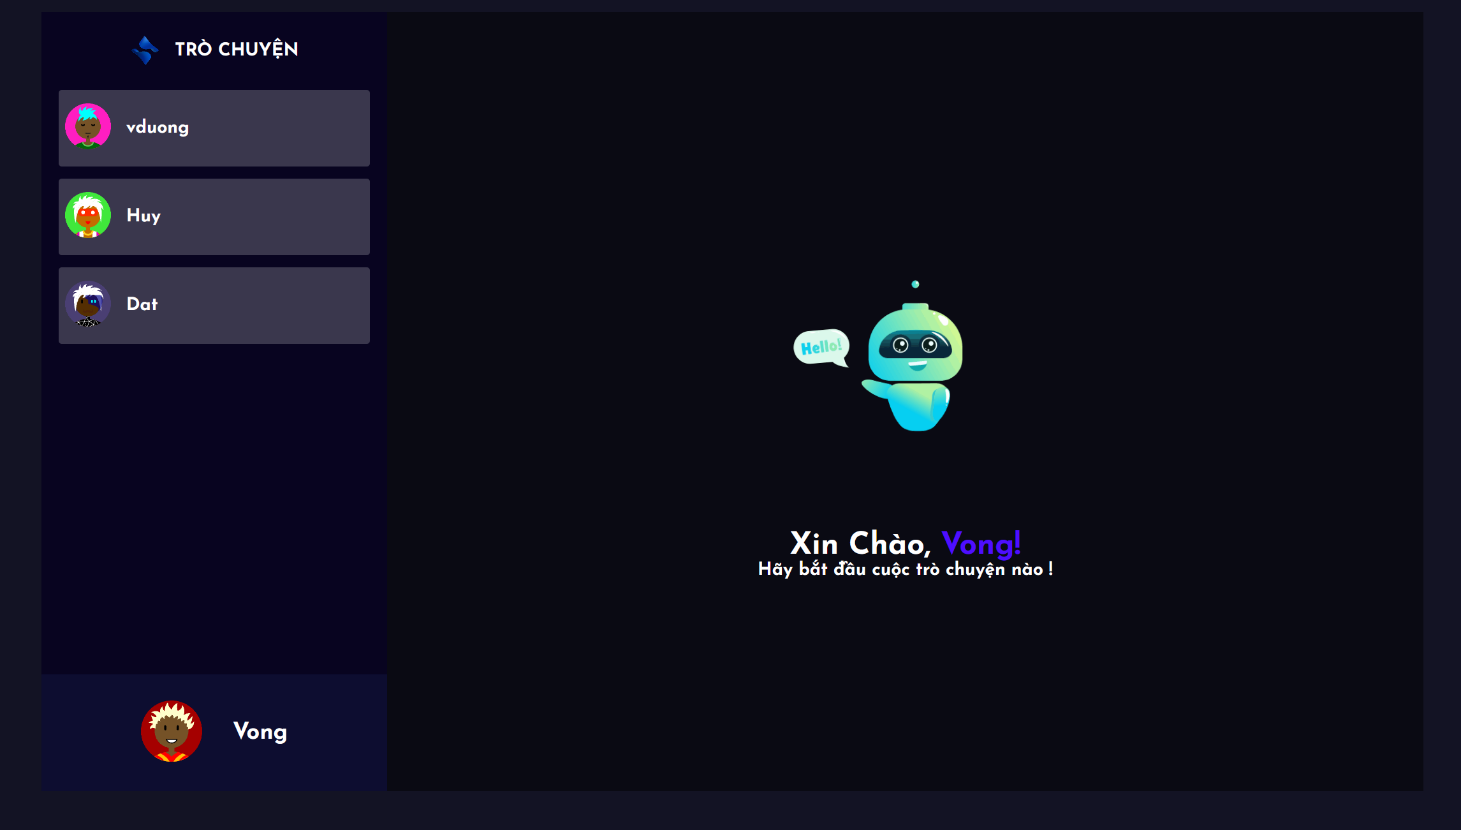 TRÒ CHUYỆN
vduong
Huy
Dat
Vong
Hello!
Xin Chào, Vong!
Hãy bắt đầu cuộc trò chuyện nào !